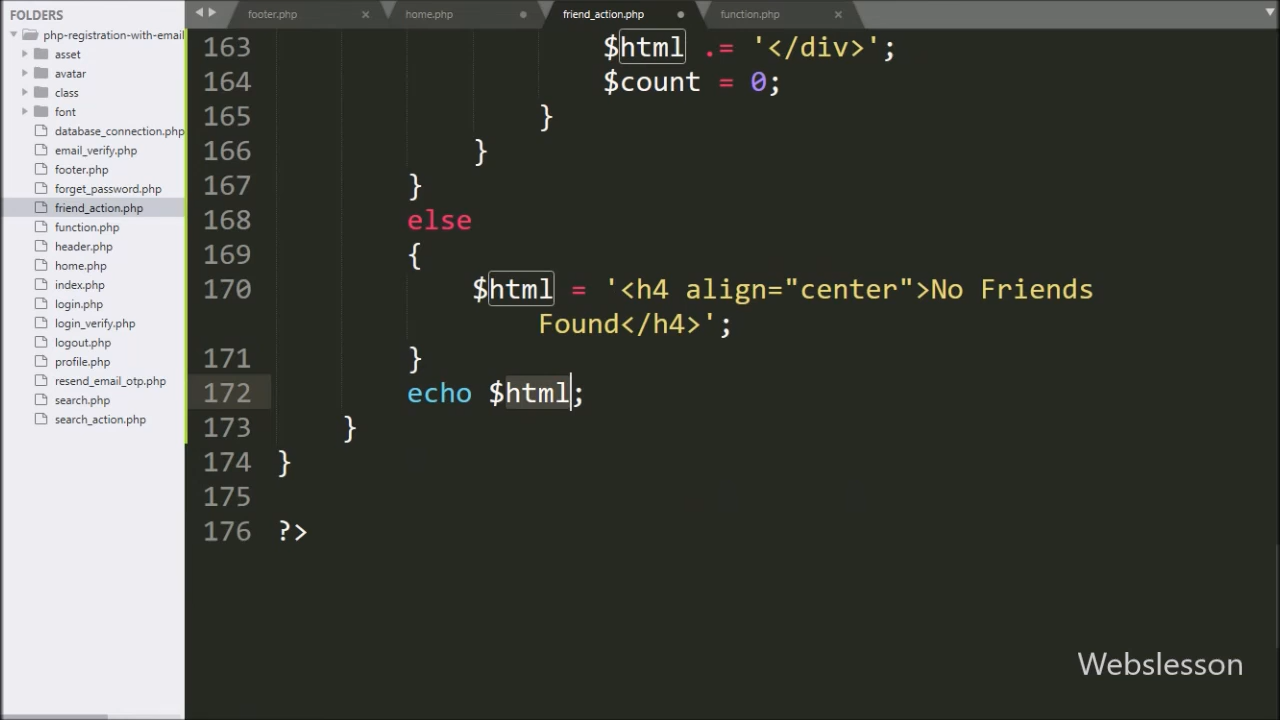 FOLDERS
php-registration-with-email
asset
avatar
class
font
database_connection.php
email_verify.php
footer.php
forget_password.php
friend_action.php
function.php
header.php
home.php
index.php
login.php
login_verify.php
logout.php
profile.php
resend_email_otp.php
search.php
search_action.php
footer.php × home.php friend_action.php function.php ×
163 $html .= '</div>';
164 $count = 0;
165 }
166 }
167 }
168 else
169 {
170 $html = '<h4 align="center">No Friends
Found</h4>';
171 }
172 echo $html;
173 }
174 }
175
176 ?>
Webslesson